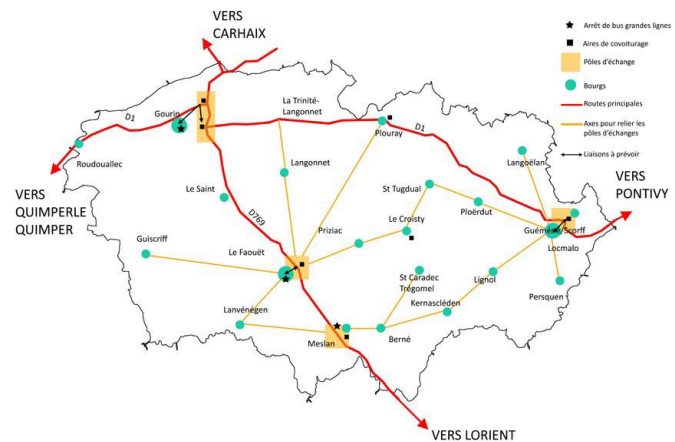 VERS
CARHAIX
Arrêt de bus grandes lignes
Aires de covoiturage
Pôles d'échange
Bourgs
Routes principales
Axes pour relier les
pôles d'échanges
Liaisons à prévoir
La Trinité-
Langonnet
Gourin
D1
Plouray
D1
Roudouallec
Langoëlan
Langonnet
St Tugdual
VERS
PONTIVY
VERS
QUIMPERLE
QUIMPER
Le Saint
Ploërdut
D769
Le Croisty
Priziac
Guémené/Scorff
Guiscriff
Locmalo
Le Faouët
St Caradec
Trégomel
Lignol
Persquen
Kernascléden
Lanvénégen
Meslan
Berné
VERS LORIENT